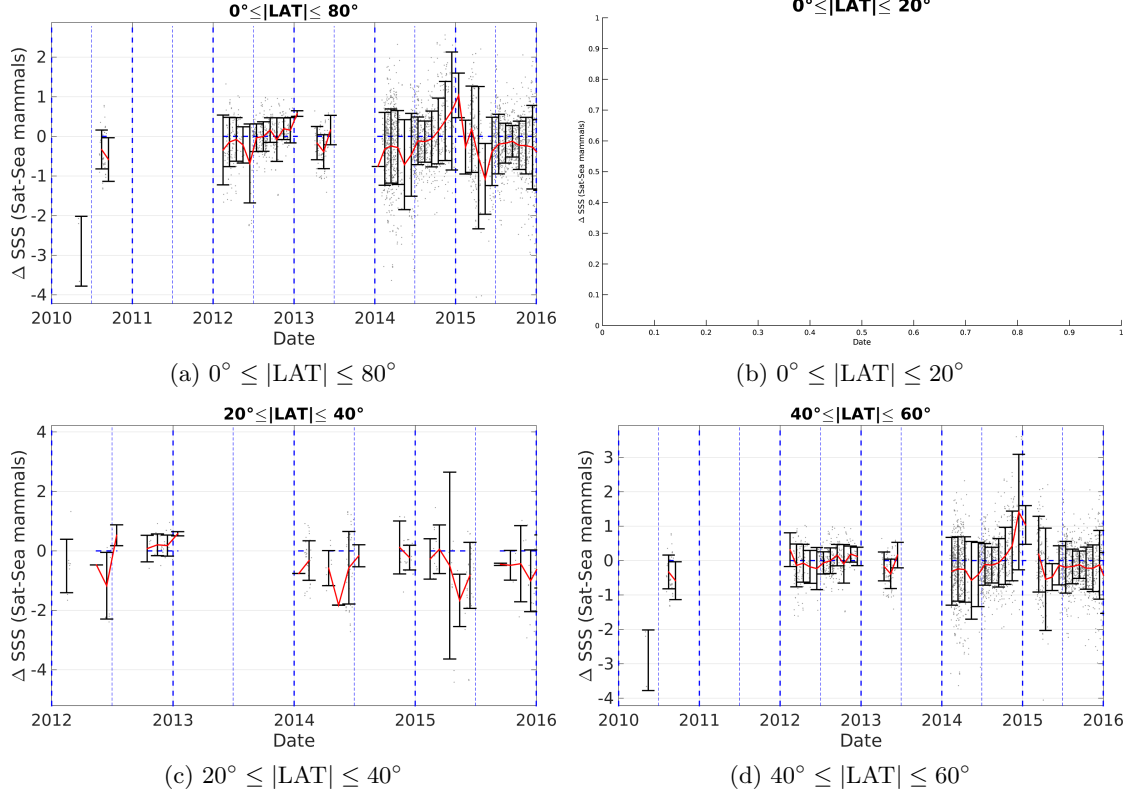 0°≤|LAT|≤ 80°
Δ SSS (Sat-Sea mammals)
2
1
0
-1
-2
-3
-4
2010 2011 2012 2013 2014 2015 2016
Date
(a) 0° ≤ |LAT| ≤ 80°
0°≤|LAT|≤ 20°
Δ SSS (Sat-Sea mammals)
1
0.9
0.8
0.7
0.6
0.5
0.4
0.3
0.2
0.1
0
0 0.1 0.2 0.3 0.4 0.5 0.6 0.7 0.8 0.9 1
Date
(b) 0° ≤ |LAT| ≤ 20°
20°≤|LAT|≤ 40°
Δ SSS (Sat-Sea mammals)
4
2
0
-2
-4
2012 2013 2014 2015 2016
Date
(c) 20° ≤ |LAT| ≤ 40°
40°≤|LAT|≤ 60°
Δ SSS (Sat-Sea mammals)
3
2
1
0
-1
-2
-3
-4
2010 2011 2012 2013 2014 2015 2016
Date
(d) 40° ≤ |LAT| ≤ 60°